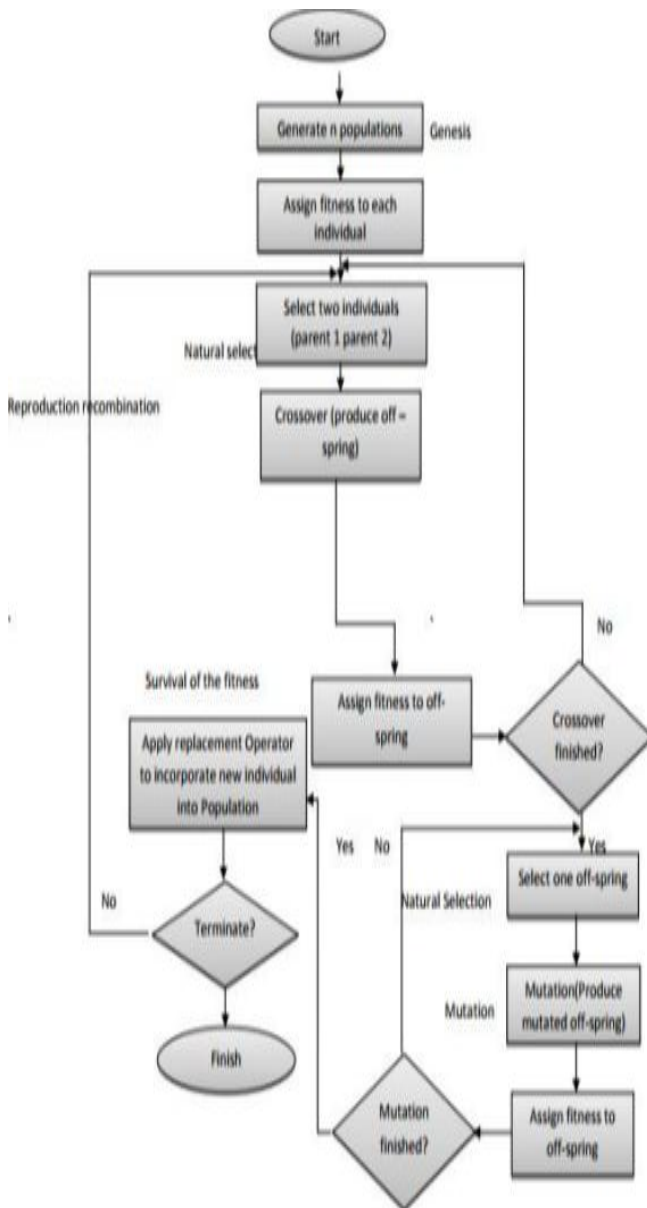 Start
Generate n populations
Genesis
Assign fitness to each
individual
Select two individuals
(parent 1 parent 2)
Natural select
Reproduction recombination
Crossover (produce off –
spring)
No
Survival of the fitness
Assign fitness to off-
spring
Crossover
finished?
Apply replacement Operator
to incorporate new individual
into Population
Yes
No
Yes
Select one off-spring
Natural Selection
No
Terminate?
Mutation(Produce
mutated off-spring)
Mutation
Finish
Mutation
finished?
Assign fitness to
off-spring